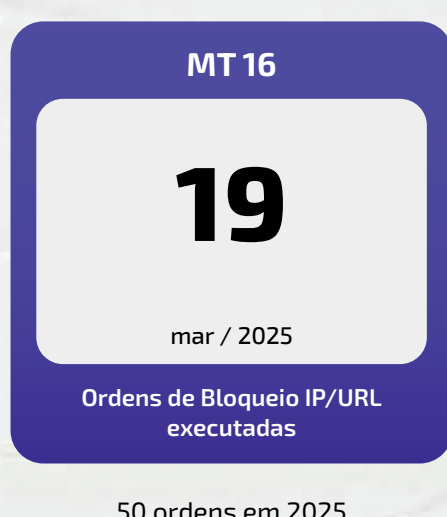 MT 16
19
mar / 2025
Ordens de Bloqueio IP/URL
executadas
50 ordens em 2025